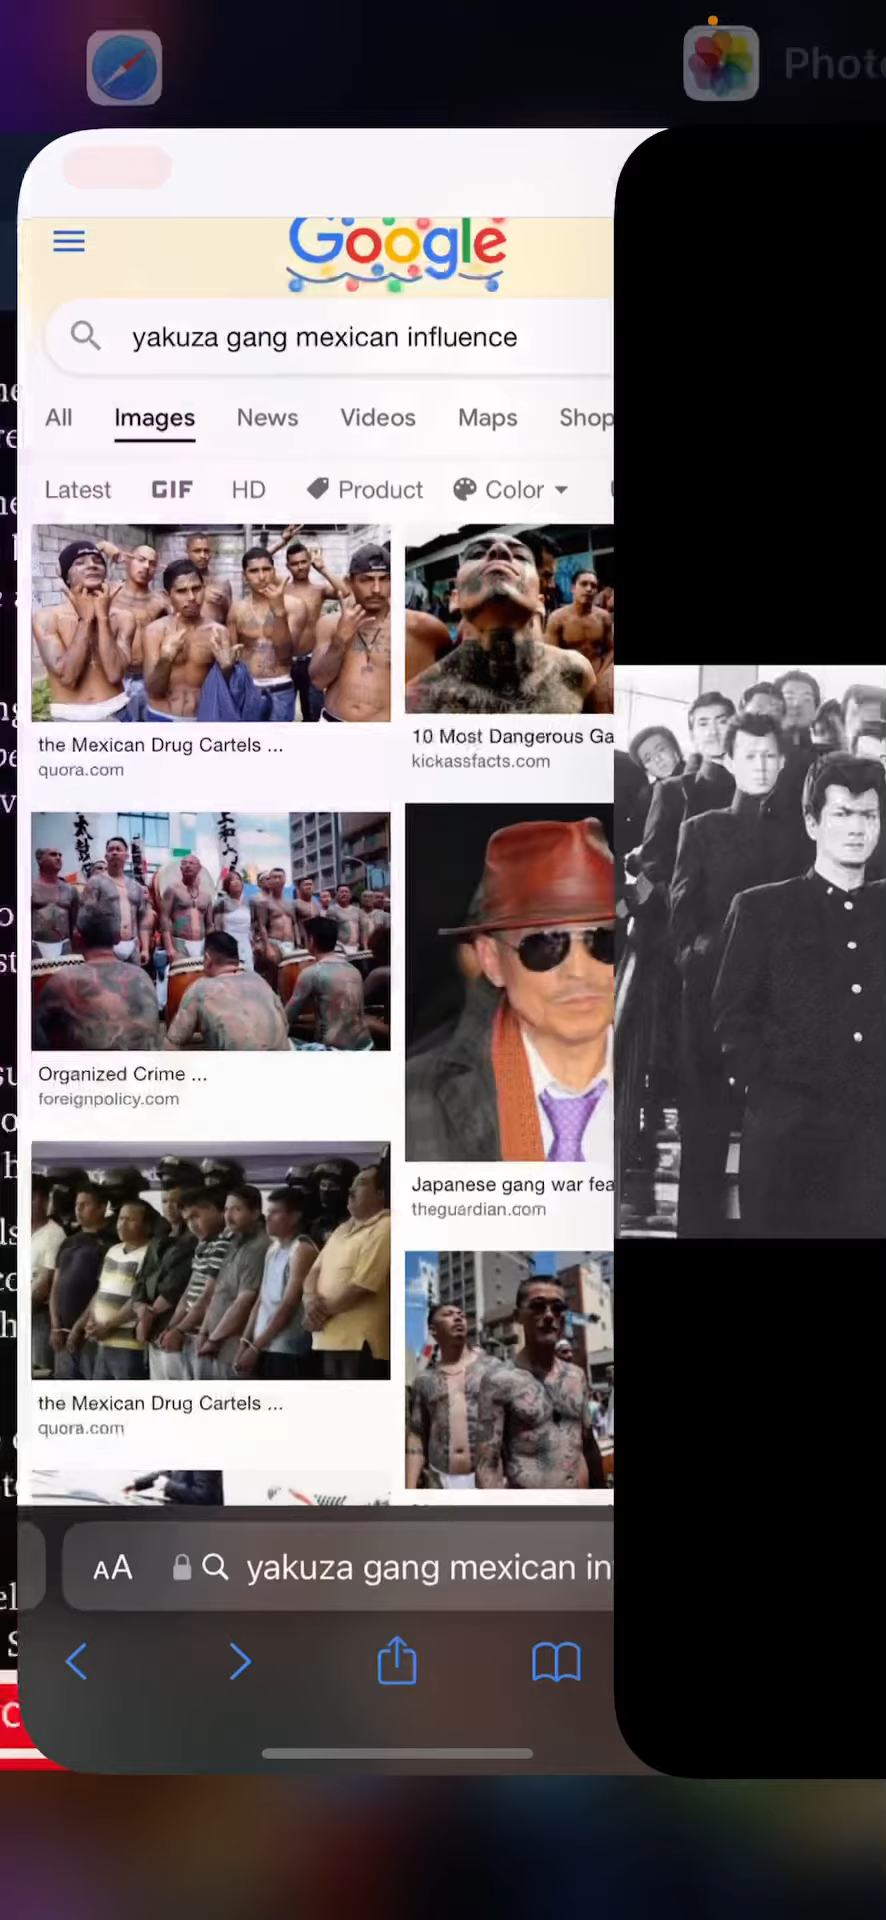 Photo
Google
yakuza gang mexican influence
All Images News Videos Maps Shop
Latest GIF HD Product Color
the Mexican Drug Cartels ...
quora.com
10 Most Dangerous Ga
kickassfacts.com
Organized Crime ...
foreignpolicy.com
Japanese gang war fea
theguardian.com
the Mexican Drug Cartels ...
quora.com
AA yakuza gang mexican in